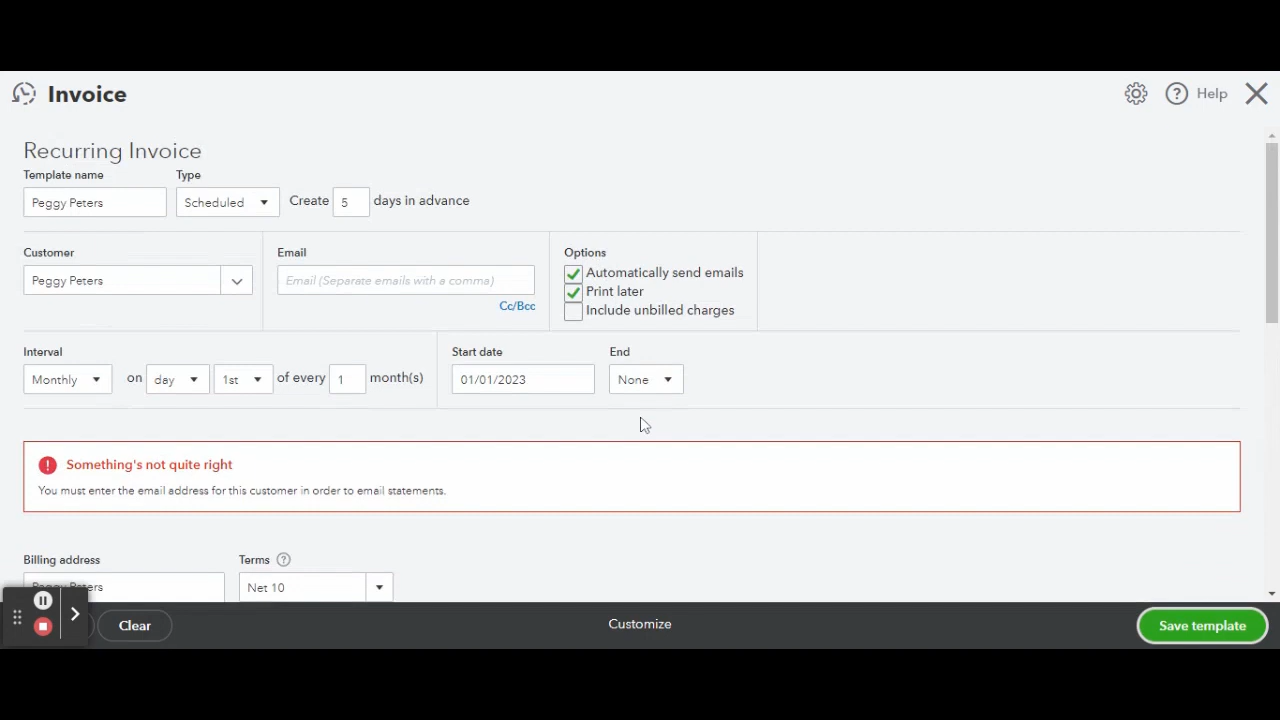 Invoice
Help
Recurring Invoice
Template name
Type
Peggy Peters
Scheduled
Create 5 days in advance
Customer
Email
Options
Peggy Peters
Email (Separate emails with a comma)
Cc/Bcc
Automatically send emails
Print later
Include unbilled charges
Interval
Start date
End
Monthly on day 1st of every 1 month(s)
01/01/2023
None
Something's not quite right
You must enter the email address for this customer in order to email statements.
Billing address
Terms
Peggy Peters
Net 10
Clear
Customize
Save template